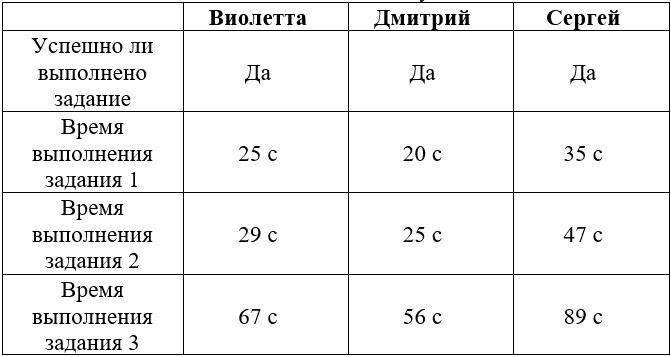 Виолетта Дмитрий Сергей
Успешно ли
выполнено
задание
Да Да Да
Время
выполнения
задания 1
25 с 20 с 35 с
Время
выполнения
задания 2
29 с 25 с 47 с
Время
выполнения
задания 3
67 с 56 с 89 с